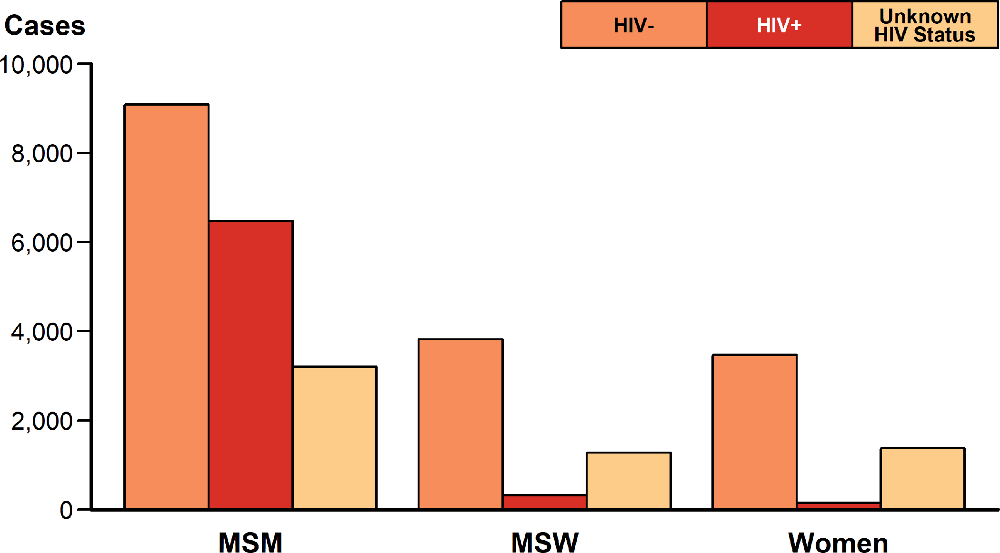 Cases
HIV-
HIV+
Unknown
HIV Status
10,000
8,000
6,000
4,000
2,000
0
MSM
MSW
Women